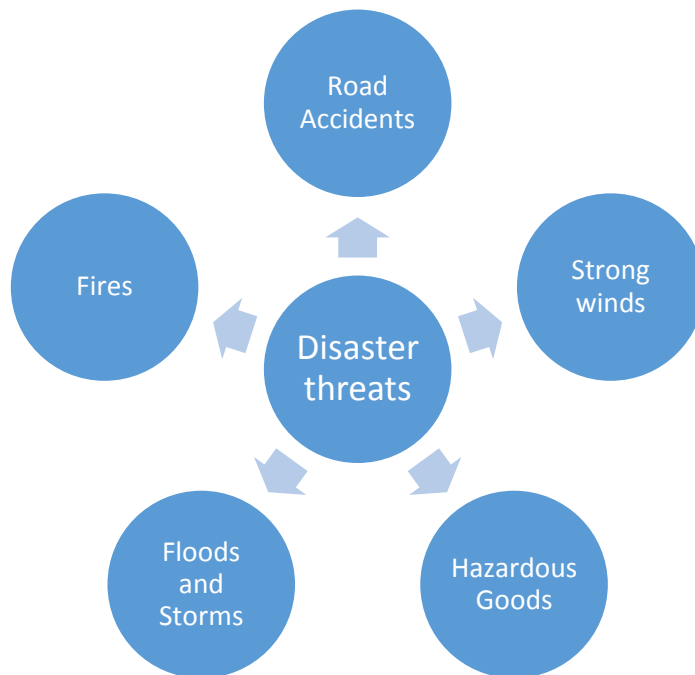 Road
Accidents
Fires
Strong
winds
Disaster
threats
Floods
and
Storms
Hazardous
Goods